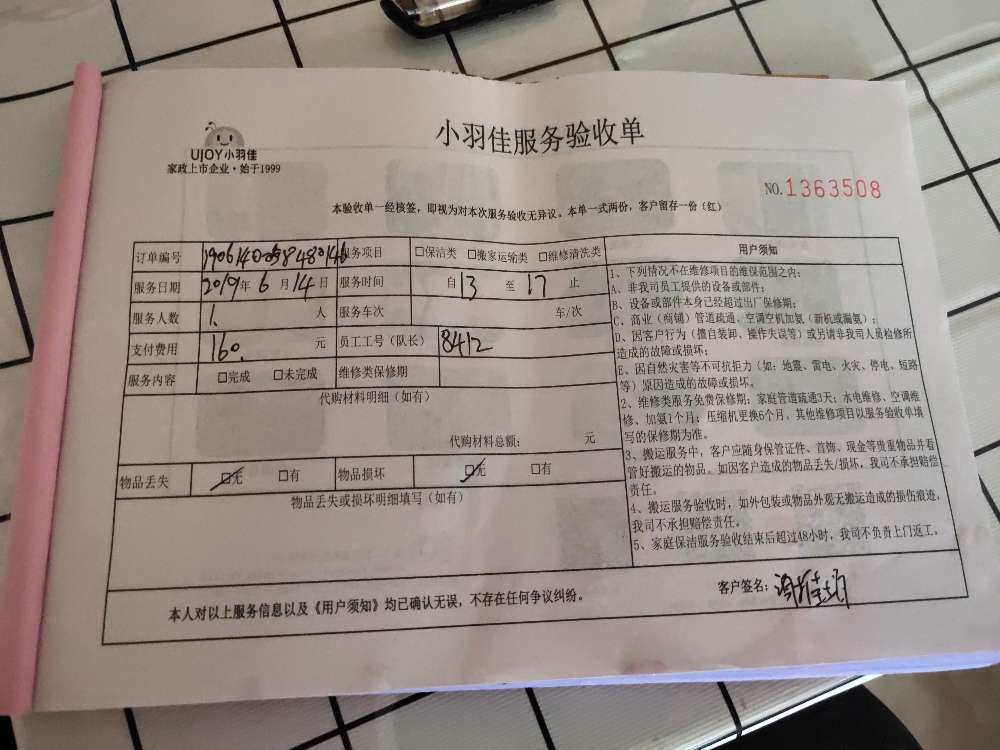 UJOY小羽佳
家政上市企业·始于1999
小羽佳服务验收单
NO.1363508
本验收单一经核签，即视为对本次服务验收无异议。本单一式两份，客户留存一份（红）
订单编号 服务项目 □保洁类 □搬家运输类 □维修清洗类
服务日期 2019年 6 月 14 日 服务时间 自 13 至 17 止
服务人数 1. 人 服务车次 车/次
支付费用 160. 元 员工工号（队长） 8412
服务内容 □完成 □未完成 维修类保修期
代购材料明细（如有）
代购材料总额： 元
物品丢失 □无 □有 物品损坏 □无 □有
物品丢失或损坏明细填写（如有）
用户须知
1、下列情况不在维修项目的维保范围之内：
A、非我司员工提供的设备或部件；
B、设备或部件本身已经超过出厂保修期；
C、商业（商铺）管道疏通、空调空机加氨（新机或漏氨）；
D、因客户行为（擅自装卸、操作失误等）或另请非我司人员检修所
造成的故障或损坏；
E、因自然灾害等不可抗拒力（如：地震、雷电、火灾、停电、短路
等）原因造成的故障或损坏。
2、维修类服务免费保修期：家庭管道疏通3天；水电维修、空调维
修、加氨1个月；压缩机更换6个月。其他维修项目以服务验收单填
写的保修期为准。
3、搬运服务中，客户应随身保管证件、首饰、现金等贵重物品并看
管好搬运的物品。如因客户造成的物品丢失/损坏，我司不承担赔偿
责任。
4、搬运服务验收时，如外包装或物品外观无搬运造成的损伤痕迹，
我司不承担赔偿责任。
5、家庭保洁服务验收结束后超过48小时，我司不负责上门返工。
本人对以上服务信息以及《用户须知》均已确认无误，不存在任何争议纠纷。
客户签名：